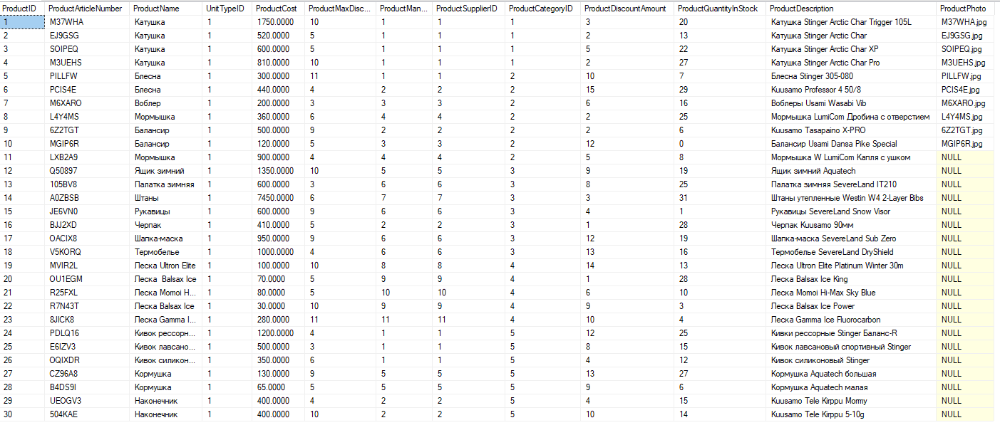 ProductID ProductArticleNumber ProductName UnitTypeID ProductCost ProductMaxDisc... ProductMan... ProductSupplierID ProductCategoryID ProductDiscountAmount ProductQuantityInStock ProductDescription ProductPhoto
1 M37WHA Катушка 1 1750.0000 10 1 1 1 3 20 Катушка Stinger Arctic Char Trigger 105L M37WHA.jpg
2 EJ9GSG Катушка 1 520.0000 5 1 1 1 2 13 Катушка Stinger Arctic Char EJ9GSG.jpg
3 SOIPEQ Катушка 1 600.0000 5 1 1 1 5 22 Катушка Stinger Arctic Char XP SOIPEQ.jpg
4 M3UEHS Катушка 1 810.0000 10 1 1 1 2 27 Катушка Stinger Arctic Char Pro M3UEHS.jpg
5 PILLFW Блесна 1 300.0000 11 1 1 2 10 7 Блесна Stinger 305-080 PILLFW.jpg
6 PCIS4E Блесна 1 440.0000 4 2 2 2 15 29 Kuusamo Professor 4 50/8 PCIS4E.jpg
7 M6XARO Воблер 1 200.0000 3 3 3 2 6 16 Воблеры Usami Wasabi Vib M6XARO.jpg
8 L4Y4MS Мормышка 1 360.0000 6 4 4 2 2 25 Мормышка LumiCom Дробина с отверстием L4Y4MS.jpg
9 6Z2TGT Балансир 1 500.0000 9 2 2 2 2 6 Kuusamo Tasapaino X-PRO 6Z2TGT.jpg
10 MGIP6R Балансир 1 120.0000 5 3 3 2 12 0 Балансир Usami Dansa Pike Special MGIP6R.jpg
11 LXB2A9 Мормышка 1 900.0000 4 4 4 2 5 8 Мормышка W LumiCom Капля с ушком NULL
12 Q50897 Ящик зимний 1 1350.0000 10 5 5 3 9 19 Ящик зимний Aquatech NULL
13 105BV8 Палатка зимняя 1 600.0000 3 6 6 3 8 25 Палатка зимняя SevereLand IT210 NULL
14 A0ZBSB Штаны 1 7450.0000 6 7 7 3 3 31 Штаны утепленные Westin W4 2-Layer Bibs NULL
15 JE6VN0 Рукавицы 1 600.0000 9 6 6 3 4 1 Рукавицы SevereLand Snow Visor NULL
16 BJJ2XD Черпак 1 410.0000 5 2 2 3 1 28 Черпак Kuusamo 90мм NULL
17 OACIX8 Шапка-маска 1 950.0000 9 6 6 3 12 19 Шапка-маска SevereLand Sub Zero NULL
18 V5KORQ Термобелье 1 1000.0000 4 6 6 3 13 16 Термобелье SevereLand DryShield NULL
19 MVIR2L Леска Ultron Elite 1 100.0000 10 8 8 4 14 13 Леска Ultron Elite Platinum Winter 30m NULL
20 OU1EGM Леска Balsax Ice 1 70.0000 5 9 9 4 1 28 Леска Balsax Ice King NULL
21 R25FXL Леска Momoi H... 1 80.0000 5 10 10 4 6 10 Леска Momoi Hi-Max Sky Blue NULL
22 R7N43T Леска Balsax Ice 1 30.0000 10 9 9 4 9 3 Леска Balsax Ice Power NULL
23 8JICK8 Леска Gamma I... 1 280.0000 11 11 11 4 10 4 Леска Gamma Ice Fluorocarbon NULL
24 PDLQ16 Кивок рессорн... 1 1200.0000 4 1 1 5 12 25 Кивки рессорные Stinger Баланс-R NULL
25 E6IZV3 Кивок лавсано... 1 500.0000 3 1 1 5 8 15 Кивок лавсановый спортивный Stinger NULL
26 OQIXDR Кивок силикон... 1 350.0000 6 1 1 5 4 12 Кивок силиконовый Stinger NULL
27 CZ96A8 Кормушка 1 130.0000 9 5 5 5 13 27 Кормушка Aquatech большая NULL
28 B4DS9I Кормушка 1 65.0000 5 5 5 5 9 6 Кормушка Aquatech малая NULL
29 UEOGV3 Наконечник 1 400.0000 4 2 2 5 4 15 Kuusamo Tele Kirppu Mormy NULL
30 504KAE Наконечник 1 400.0000 10 2 2 5 10 14 Kuusamo Tele Kirppu 5-10g NULL